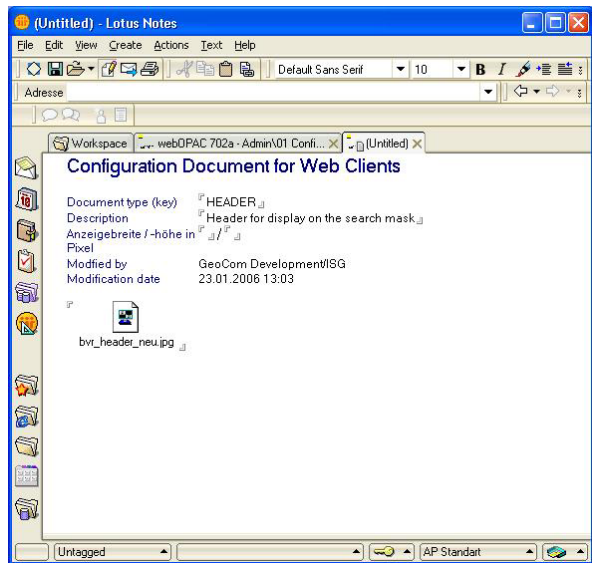 (Untitled) - Lotus Notes
File Edit View Create Actions Text Help
Default Sans Serif 10 B I
Adresse
Workspace webOPAC 702a - Admin\01 Confi... (Untitled)
Configuration Document for Web Clients
Document type (key) HEADER
Description Header for display on the search mask
Anzeigebreite / -höhe in /
Pixel
Modfied by GeoCom Development/ISG
Modification date 23.01.2006 13:03
bvr_header_neu.jpg
Untagged AP Standart